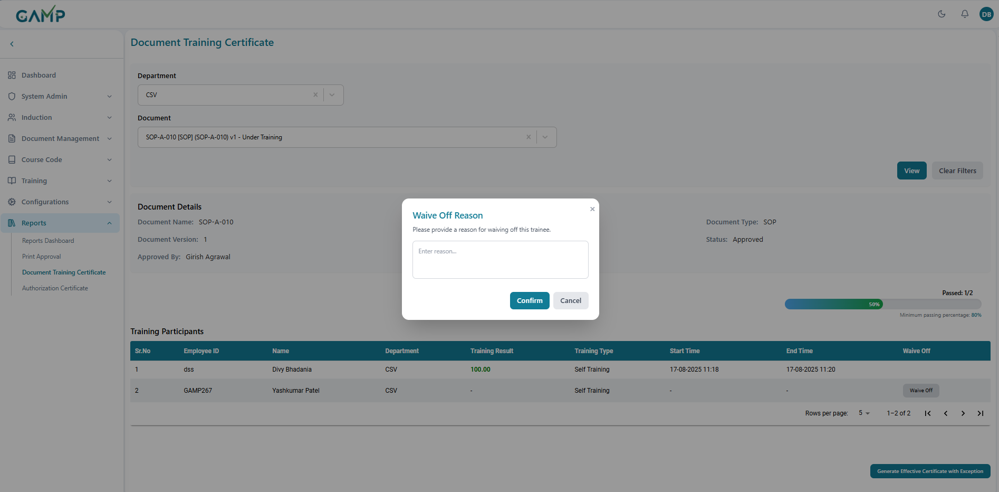 GAMP
DB
Document Training Certificate
Dashboard
System Admin
Induction
Document Management
Course Code
Training
Configurations
Reports
Reports Dashboard
Print Approval
Document Training Certificate
Authorization Certificate
Department
CSV
Document
SOP-A-010 [SOP] (SOP-A-010) v1 - Under Training
View Clear Filters
Document Details
Document Name: SOP-A-010
Document Type: SOP
Document Version: 1
Status: Approved
Approved By: Girish Agrawal
Waive Off Reason
Please provide a reason for waiving off this trainee.
Enter reason...
Confirm Cancel
Passed: 1/2
50%
Minimum passing percentage: 80%
Training Participants
Sr.No Employee ID Name Department Training Result Training Type Start Time End Time Waive Off
1 dss Divy Bhadania CSV 100.00 Self Training 17-08-2025 11:18 17-08-2025 11:20
2 GAMP267 Yashkumar Patel CSV - Self Training - - Waive Off
Rows per page: 5 1–2 of 2
Generate Effective Certificate with Exception